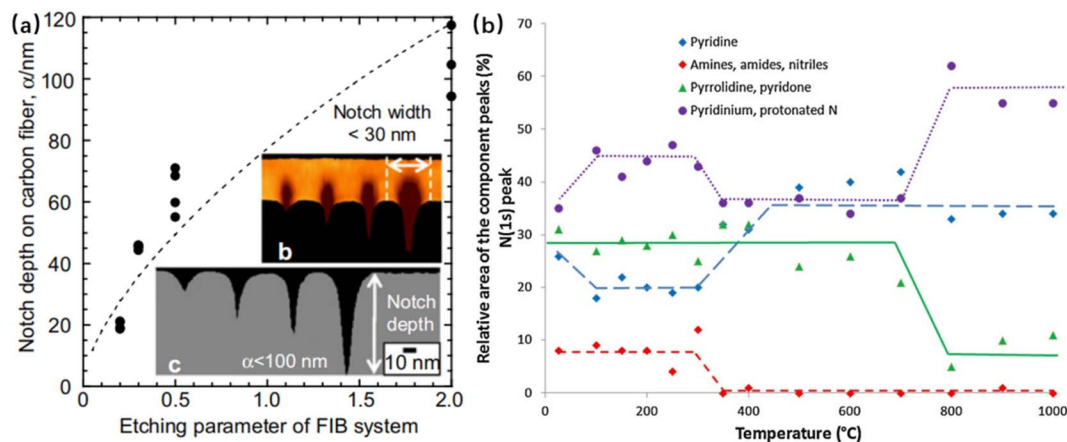 (a)
120
100
80
60
40
20
0
Notch depth on carbon fiber, α/nm
Notch width
< 30 nm
b
Notch
depth
10 nm
c
α<100 nm
0
0.5
1.0
1.5
2.0
Etching parameter of FIB system
(b)
70
60
50
40
30
20
10
0
Relative area of the component peaks (%)
N(1s) peak
Pyridine
Amines, amides, nitriles
Pyrrolidine, pyridone
Pyridinium, protonated N
0
200
400
600
800
1000
Temperature (°C)